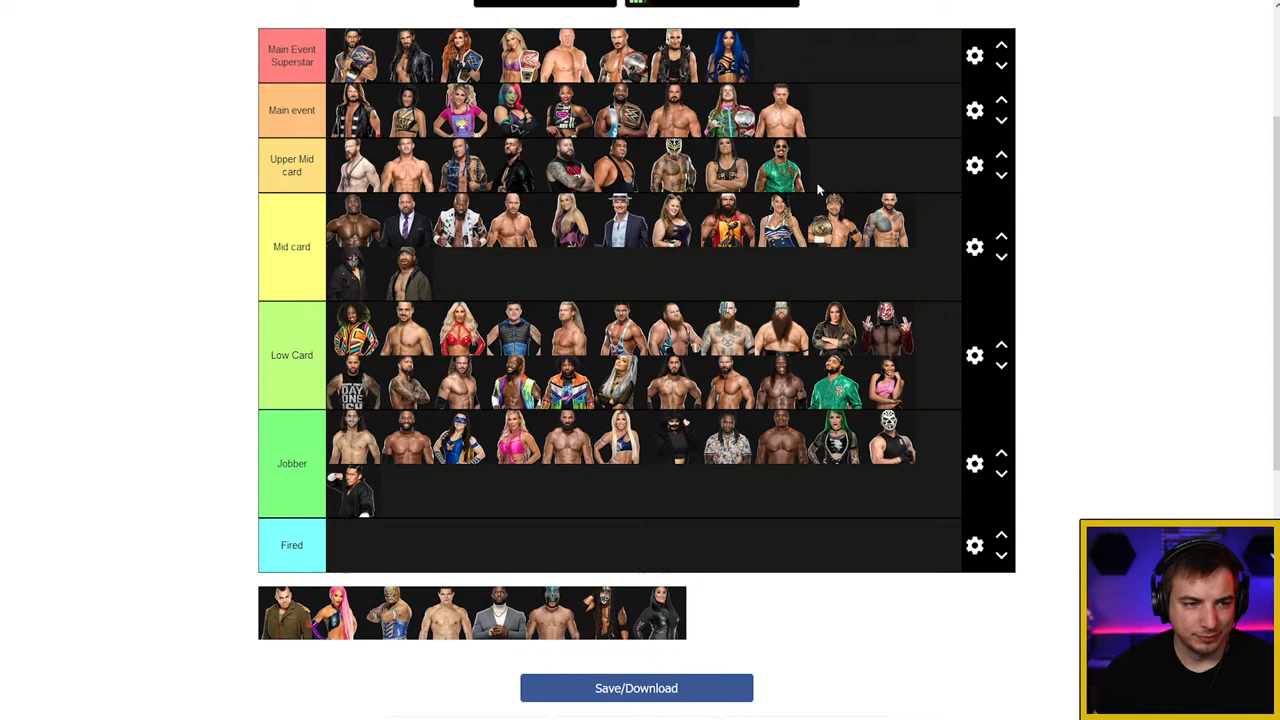 Main Event
Superstar
Main event
Upper Mid
card
Mid card
Low Card
Jobber
Fired
Save/Download